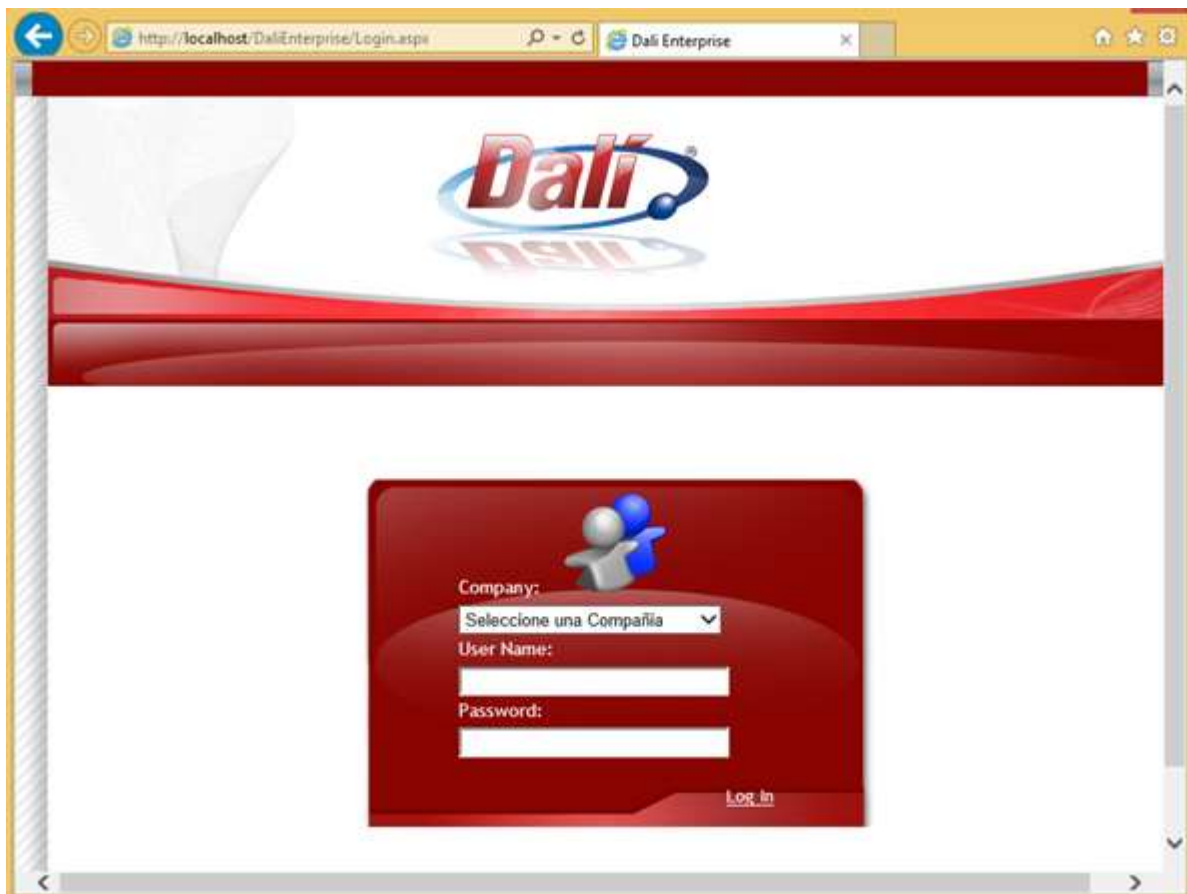 http://localhost/DaliEnterprise/Login.aspx
Dali Enterprise
Dalí®
Company:
Seleccione una Compañia
User Name:
Password:
Log In